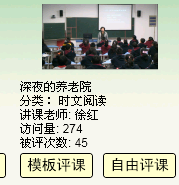 深夜的养老院
分类： 时文阅读
讲课老师: 徐红
访问量: 274
被评次数: 45
模板评课
自由评课